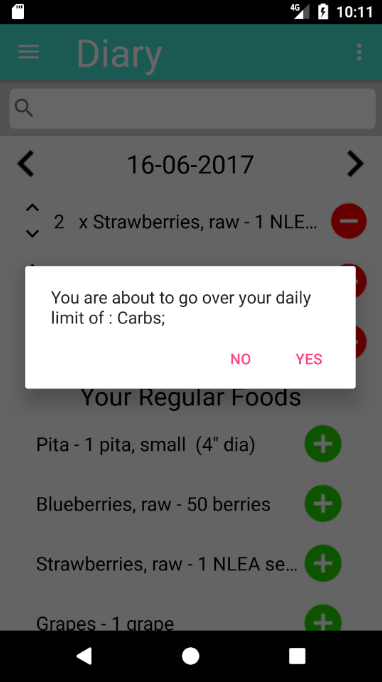 4G 10:11
Diary
16-06-2017
2 x Strawberries, raw - 1 NLE...
You are about to go over your daily
limit of : Carbs;
NO YES
Your Regular Foods
Pita - 1 pita, small (4" dia)
Blueberries, raw - 50 berries
Strawberries, raw - 1 NLEA se...
Grapes - 1 grape